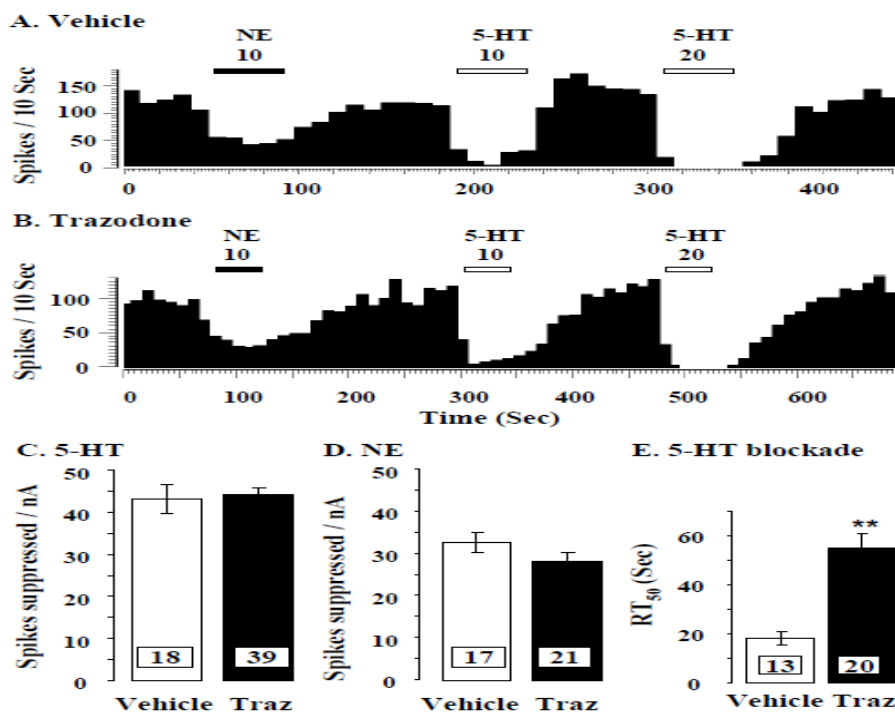 A. Vehicle
NE 5-HT 5-HT
10 10 20
Spikes / 10 Sec
150
100
50
0
0 100 200 300 400
B. Trazodone
NE 5-HT 5-HT
10 10 20
Spikes / 10 Sec
100
50
0
0 100 200 300 400 500 600
Time (Sec)
C. 5-HT
Spikes suppressed / nA
50
40
30
20
10
0
18 39
Vehicle Traz
D. NE
Spikes suppressed / nA
50
40
30
20
10
0
17 21
Vehicle Traz
E. 5-HT blockade
RT50 (Sec)
60
40
20
0
**
13 20
Vehicle Traz